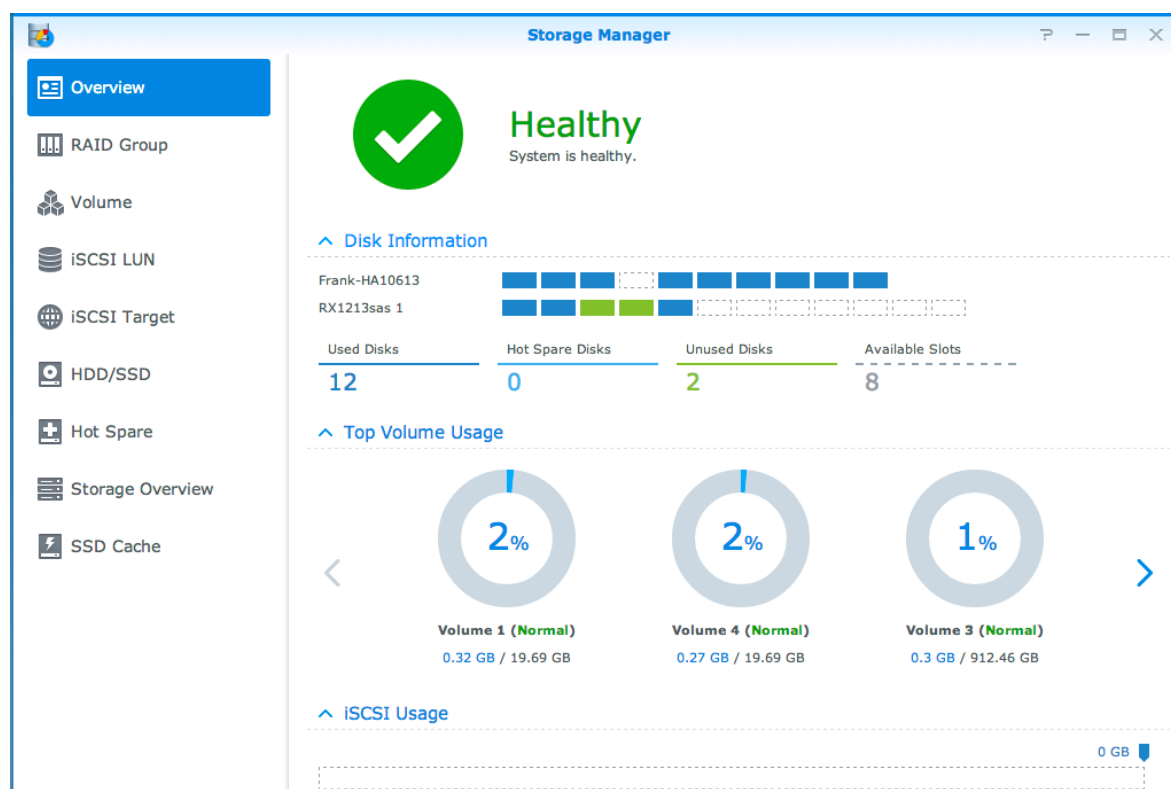 Storage Manager
Overview
RAID Group
Volume
iSCSI LUN
iSCSI Target
HDD/SSD
Hot Spare
Storage Overview
SSD Cache
Healthy
System is healthy.
Disk Information
Frank-HA10613
RX1213sas 1
Used Disks Hot Spare Disks Unused Disks Available Slots
12 0 2 8
Top Volume Usage
2% 2% 1%
Volume 1 (Normal) Volume 4 (Normal) Volume 3 (Normal)
0.32 GB / 19.69 GB 0.27 GB / 19.69 GB 0.3 GB / 912.46 GB
iSCSI Usage
0 GB